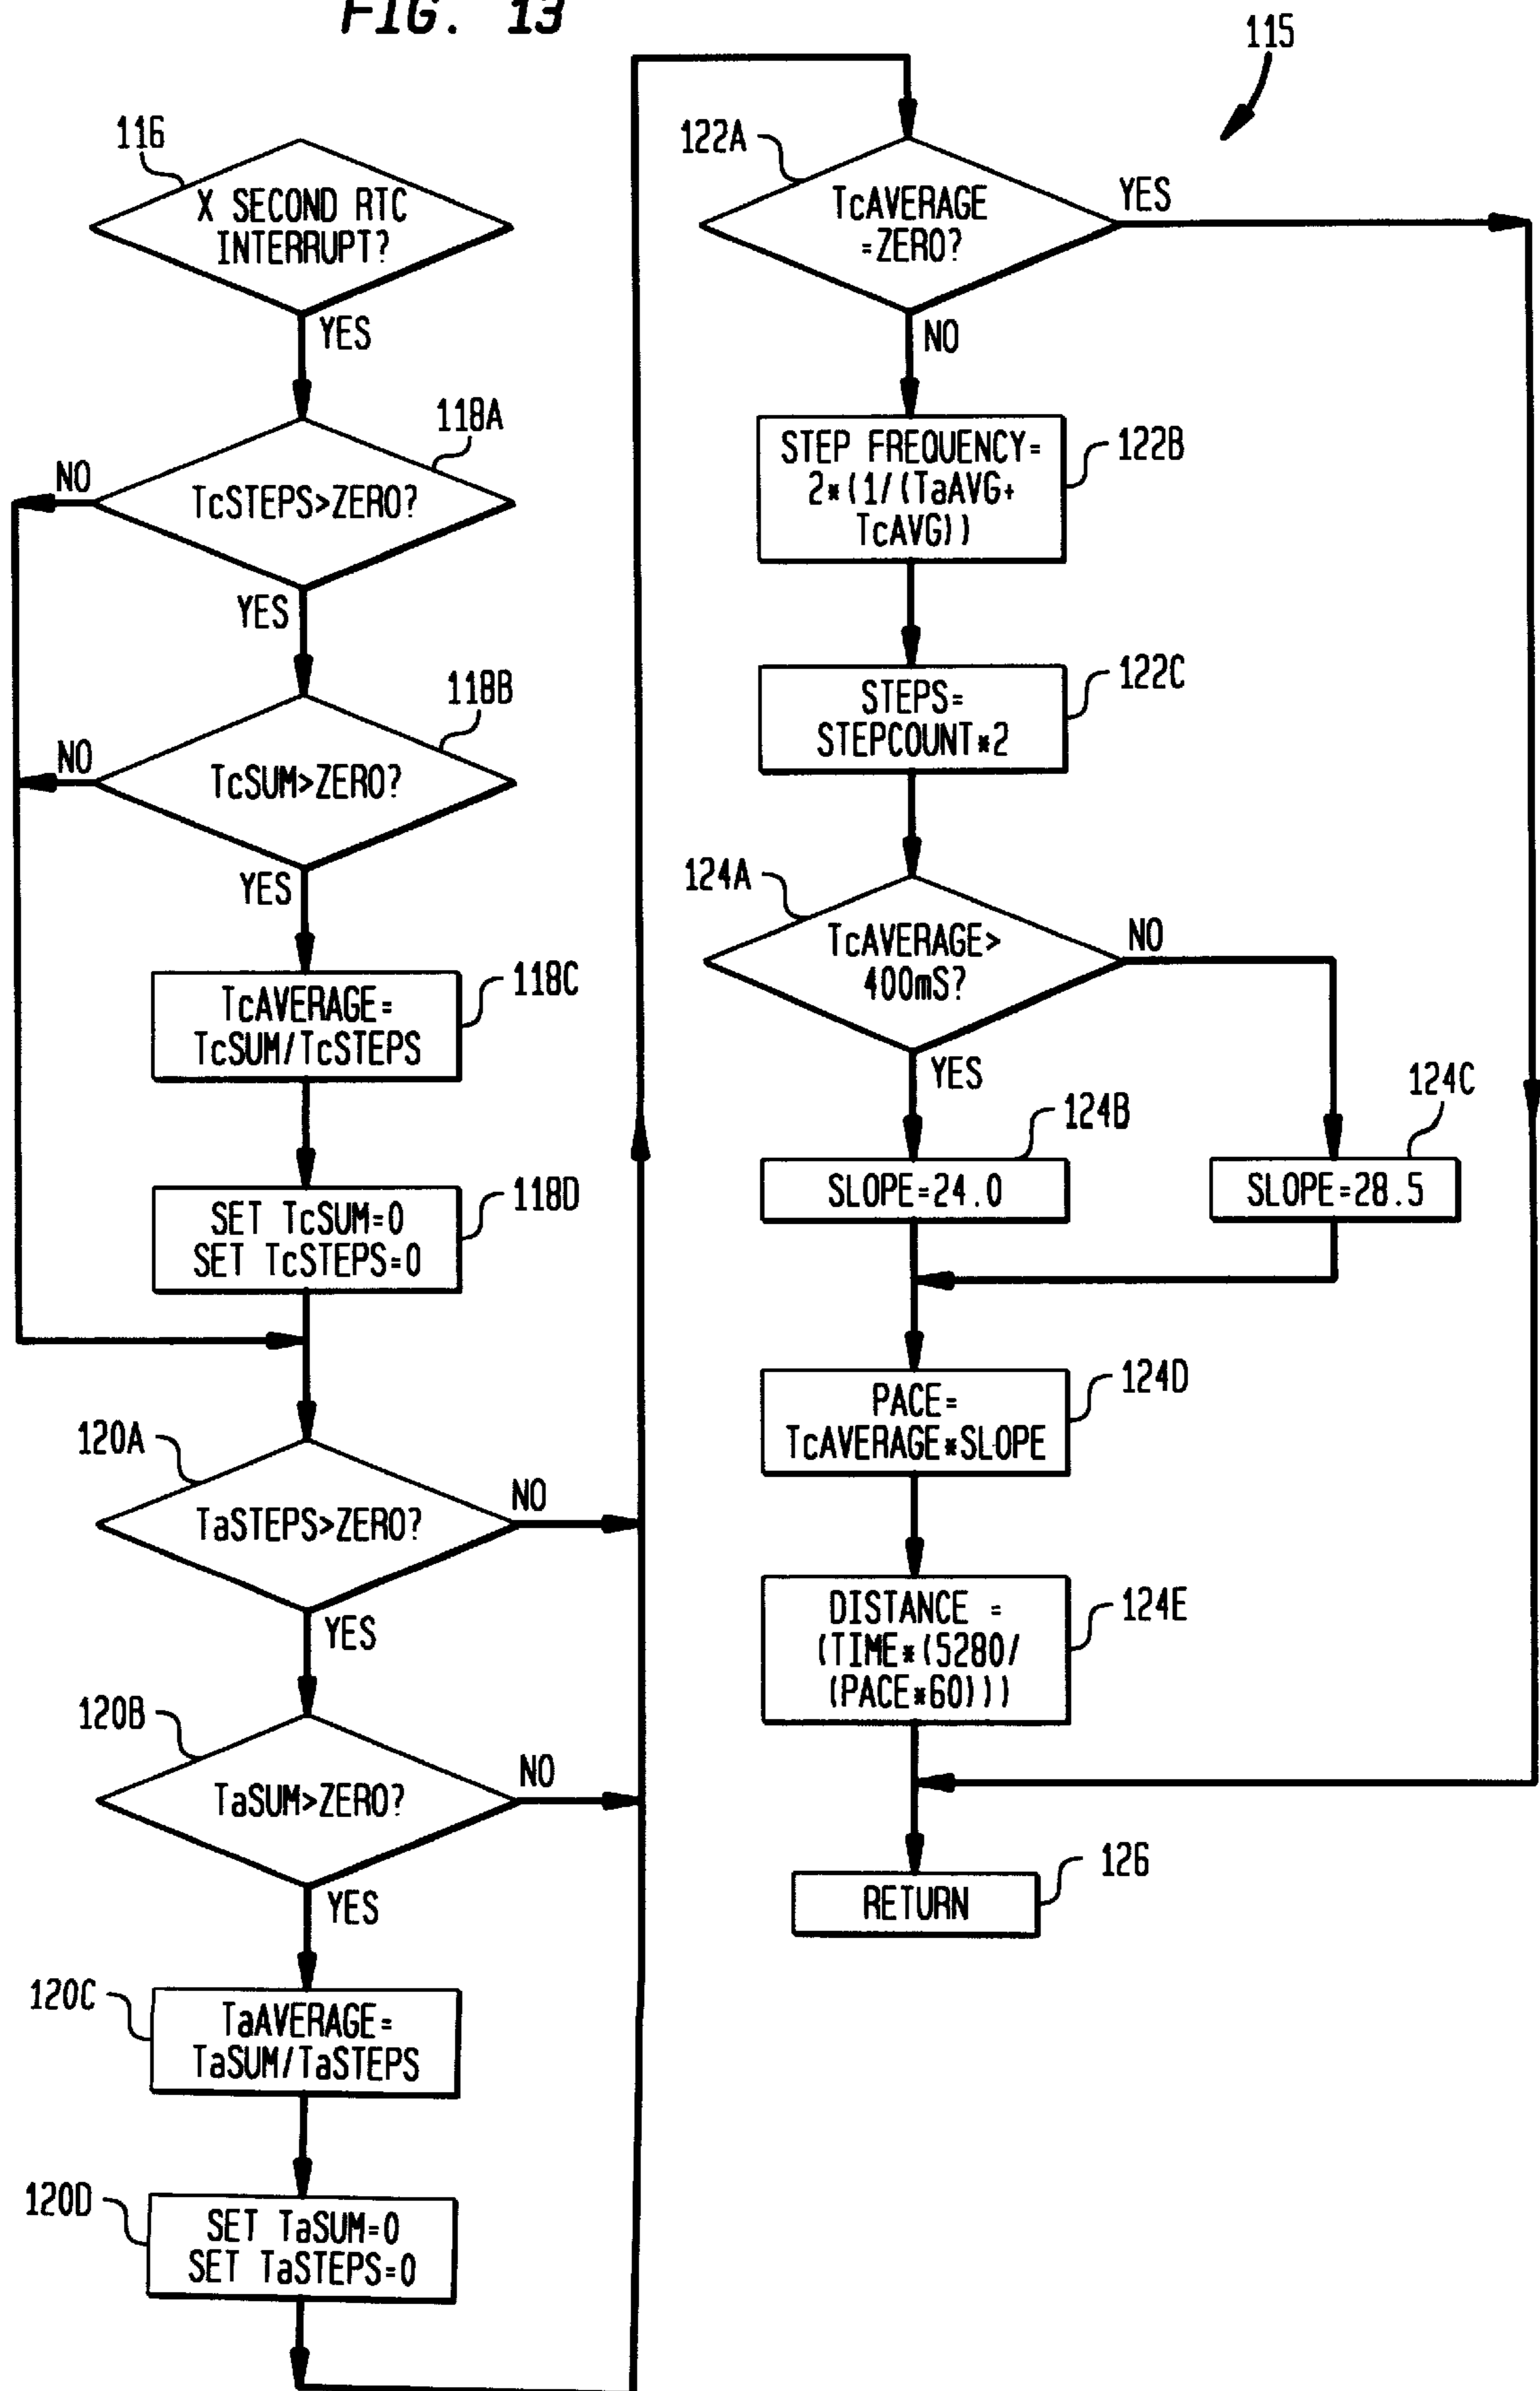 FIG. 13
115
116
X SECOND RTC
INTERRUPT?
YES
118A
NO
TcSTEPS>ZERO?
YES
118B
NO
TcSUM>ZERO?
YES
118C
TcAVERAGE=
TcSUM/TcSTEPS
118D
SET TcSUM=0
SET TcSTEPS=0
120A
NO
TaSTEPS>ZERO?
YES
120B
NO
TaSUM>ZERO?
YES
120C
TaAVERAGE=
TaSUM/TaSTEPS
120D
SET TaSUM=0
SET TaSTEPS=0
122A
TcAVERAGE
=ZERO?
YES
NO
STEP FREQUENCY=
2*(1/(TaAVG+
TcAVG))
122B
STEPS=
STEPCOUNT*2
122C
124A
TcAVERAGE>
400mS?
NO
YES
124B
SLOPE=24.0
124C
SLOPE=28.5
PACE=
TcAVERAGE*SLOPE
124D
DISTANCE =
(TIME*(5280/
(PACE*60)))
124E
RETURN
126